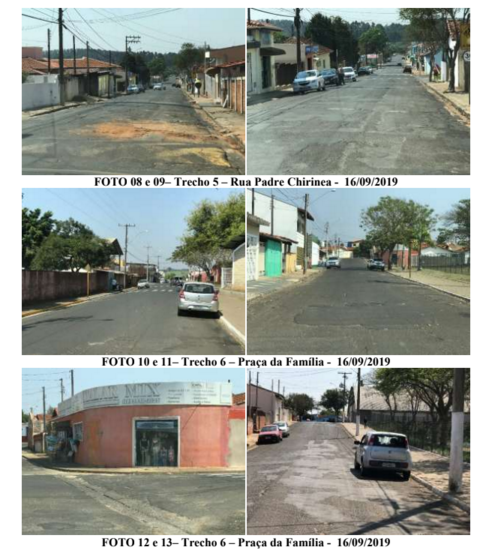 FOTO 08 e 09– Trecho 5 – Rua Padre Chirinea - 16/09/2019
FOTO 10 e 11– Trecho 6 – Praça da Família - 16/09/2019
MIX
FOTO 12 e 13– Trecho 6 – Praça da Família - 16/09/2019